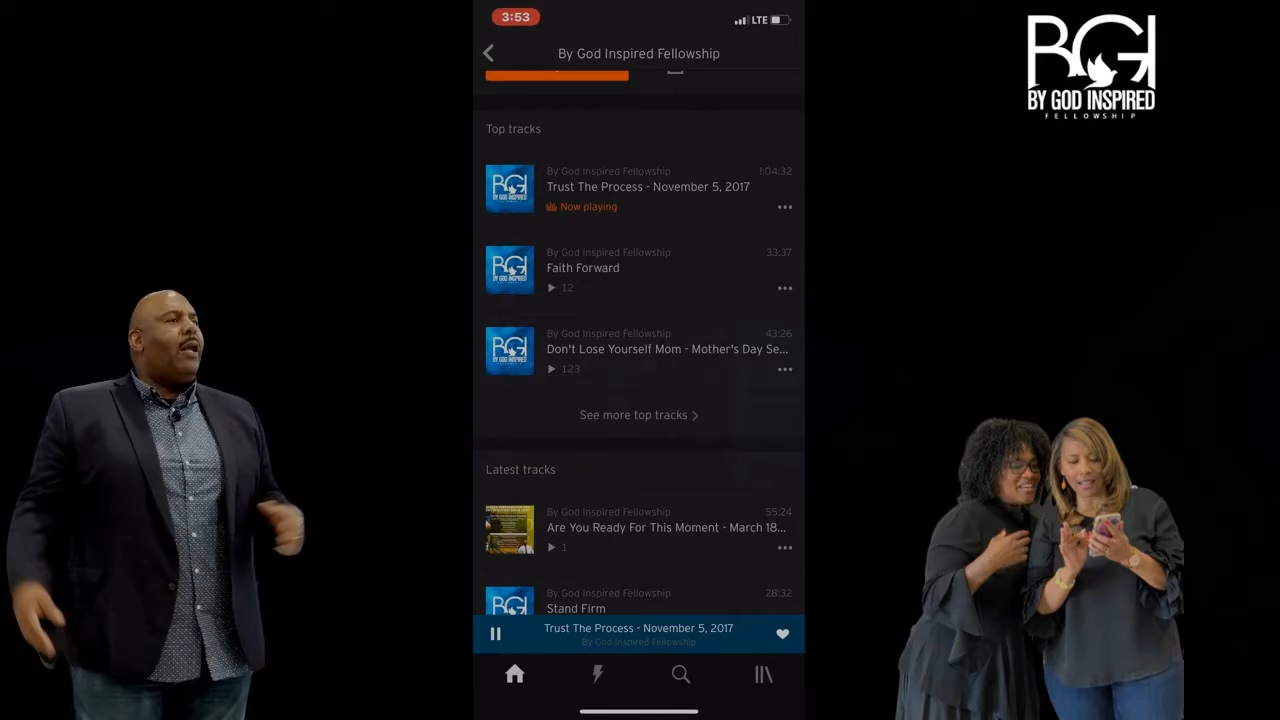 3:53
LTE
By God Inspired Fellowship
BGI
BY GOD INSPIRED
FELLOWSHIP
Top tracks
By God Inspired Fellowship 1:04:32
Trust The Process - November 5, 2017
Now playing
By God Inspired Fellowship 33:37
Faith Forward
12
By God Inspired Fellowship 43:26
Don't Lose Yourself Mom - Mother's Day Se...
123
See more top tracks
Latest tracks
By God Inspired Fellowship 55:24
Are You Ready For This Moment - March 18...
1
By God Inspired Fellowship 28:32
Stand Firm
Trust The Process - November 5, 2017
By God Inspired Fellowship